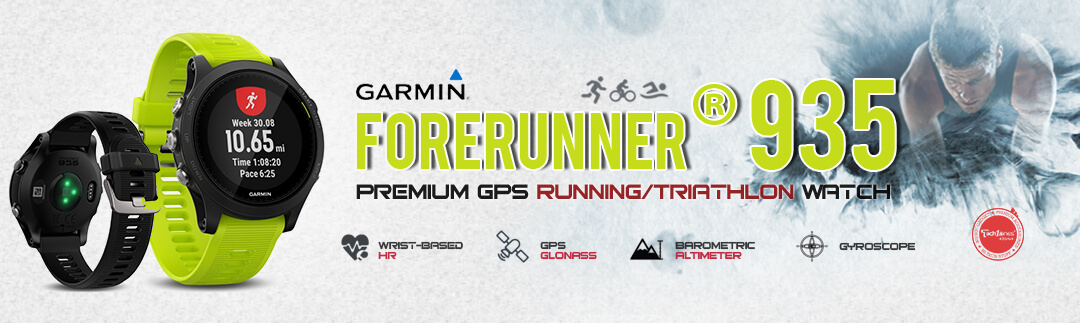 935
Week 30.08
10.65 mi
Time 1:08:20
Pace 6:25
GARMIN
GARMIN
FORERUNNER® 935
PREMIUM GPS RUNNING/TRIATHLON WATCH
WRIST-BASED
HR
GPS
GLONASS
BAROMETRIC
ALTIMETER
GYROSCOPE